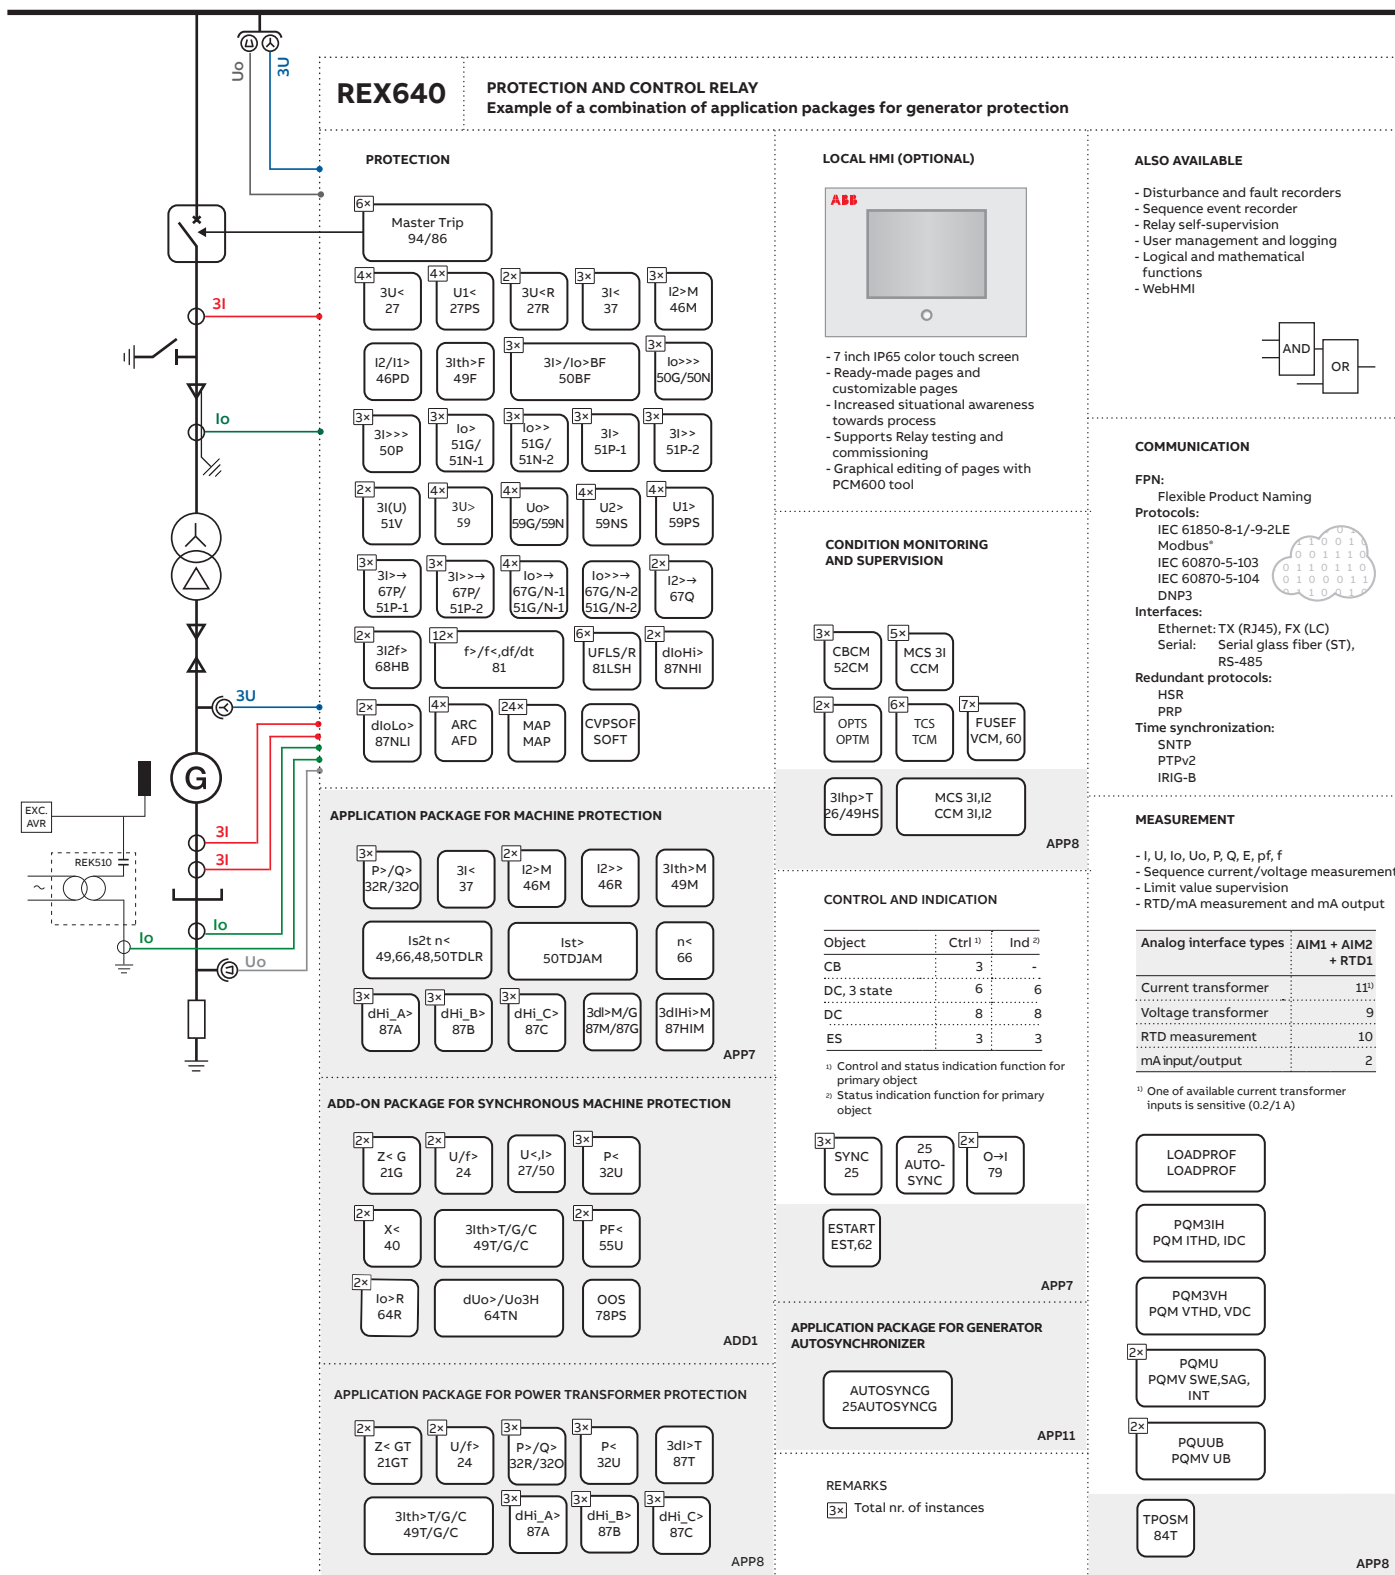 Uo
3U
REX640
PROTECTION AND CONTROL RELAY
Example of a combination of application packages for generator protection
PROTECTION
6×
Master Trip
94/86
4×
3U<
27
4×
U1<
27PS
2×
3U<R
27R
3×
3I<
37
3×
I2>M
46M
I2/I1>
46PD
3Ith>F
49F
3×
3I>/Io>BF
50BF
3×
Io>>>
50G/50N
3×
3I>>>
50P
3×
Io>
51G/
51N-1
3×
Io>>
51G/
51N-2
3×
3I>
51P-1
3×
3I>>
51P-2
2×
3I(U)
51V
4×
3U>
59
4×
Uo>
59G/59N
4×
U2>
59NS
4×
U1>
59PS
3×
3I>→
67P/
51P-1
3×
3I>>→
67P/
51P-2
4×
Io>→
67G/N-1
51G/N-1
Io>>→
67G/N-2
51G/N-2
2×
I2>→
67Q
2×
3I2f>
68HB
12×
f>/f<,df/dt
81
6×
UFLS/R
81LSH
2×
dIoHi>
87NHI
2×
dIoLo>
87NLI
4×
ARC
AFD
24×
MAP
MAP
CVPSOF
SOFT
3I
Io
3U
G
EXC.
AVR
REK510
~
3I
3I
Io
Io
Uo
APPLICATION PACKAGE FOR MACHINE PROTECTION
3×
P>/Q>
32R/32O
3I<
37
2×
I2>M
46M
I2>>
46R
3Ith>M
49M
Is2t n<
49,66,48,50TDLR
Ist>
50TDJAM
n<
66
3×
dHi_A>
87A
3×
dHi_B>
87B
3×
dHi_C>
87C
3dI>M/G
87M/87G
3dIHi>M
87HIM
APP7
ADD-ON PACKAGE FOR SYNCHRONOUS MACHINE PROTECTION
2×
Z< G
21G
2×
U/f>
24
U<,I>
27/50
3×
P<
32U
2×
X<
40
3Ith>T/G/C
49T/G/C
2×
PF<
55U
2×
Io>R
64R
dUo>/Uo3H
64TN
OOS
78PS
ADD1
APPLICATION PACKAGE FOR POWER TRANSFORMER PROTECTION
2×
Z< GT
21GT
2×
U/f>
24
3×
P>/Q>
32R/32O
3×
P<
32U
3dI>T
87T
3Ith>T/G/C
49T/G/C
3×
dHi_A>
87A
3×
dHi_B>
87B
3×
dHi_C>
87C
APP8
LOCAL HMI (OPTIONAL)
ABB
- 7 inch IP65 color touch screen
- Ready-made pages and
customizable pages
- Increased situational awareness
towards process
- Supports Relay testing and
commissioning
- Graphical editing of pages with
PCM600 tool
CONDITION MONITORING
AND SUPERVISION
3×
CBCM
52CM
5×
MCS 3I
CCM
2×
OPTS
OPTM
6×
TCS
TCM
7×
FUSEF
VCM, 60
3Ihp>T
26/49HS
MCS 3I,I2
CCM 3I,I2
APP8
CONTROL AND INDICATION
Object Ctrl 1) Ind 2)
CB 3 -
DC, 3 state 6 6
DC 8 8
ES 3 3
1) Control and status indication function for
primary object
2) Status indication function for primary
object
3×
SYNC
25
25
AUTO-
SYNC
2×
O→I
79
ESTART
EST,62
APP7
APPLICATION PACKAGE FOR GENERATOR
AUTOSYNCHRONIZER
AUTOSYNCG
25AUTOSYNCG
APP11
REMARKS
3× Total nr. of instances
ALSO AVAILABLE
- Disturbance and fault recorders
- Sequence event recorder
- Relay self-supervision
- User management and logging
- Logical and mathematical
functions
- WebHMI
AND
OR
COMMUNICATION
FPN:
Flexible Product Naming
Protocols:
IEC 61850-8-1/-9-2LE
Modbus®
IEC 60870-5-103
IEC 60870-5-104
DNP3
Interfaces:
Ethernet: TX (RJ45), FX (LC)
Serial: Serial glass fiber (ST),
RS-485
Redundant protocols:
HSR
PRP
Time synchronization:
SNTP
PTPv2
IRIG-B
MEASUREMENT
- I, U, Io, Uo, P, Q, E, pf, f
- Sequence current/voltage measurement
- Limit value supervision
- RTD/mA measurement and mA output
Analog interface types AIM1 + AIM2
+ RTD1
Current transformer 11 1)
Voltage transformer 9
RTD measurement 10
mA input/output 2
1) One of available current transformer
inputs is sensitive (0.2/1 A)
LOADPROF
LOADPROF
PQM3IH
PQM ITHD, IDC
PQM3VH
PQM VTHD, VDC
2×
PQMU
PQMV SWE,SAG,
INT
2×
PQUUB
PQMV UB
TPOSM
84T
APP8